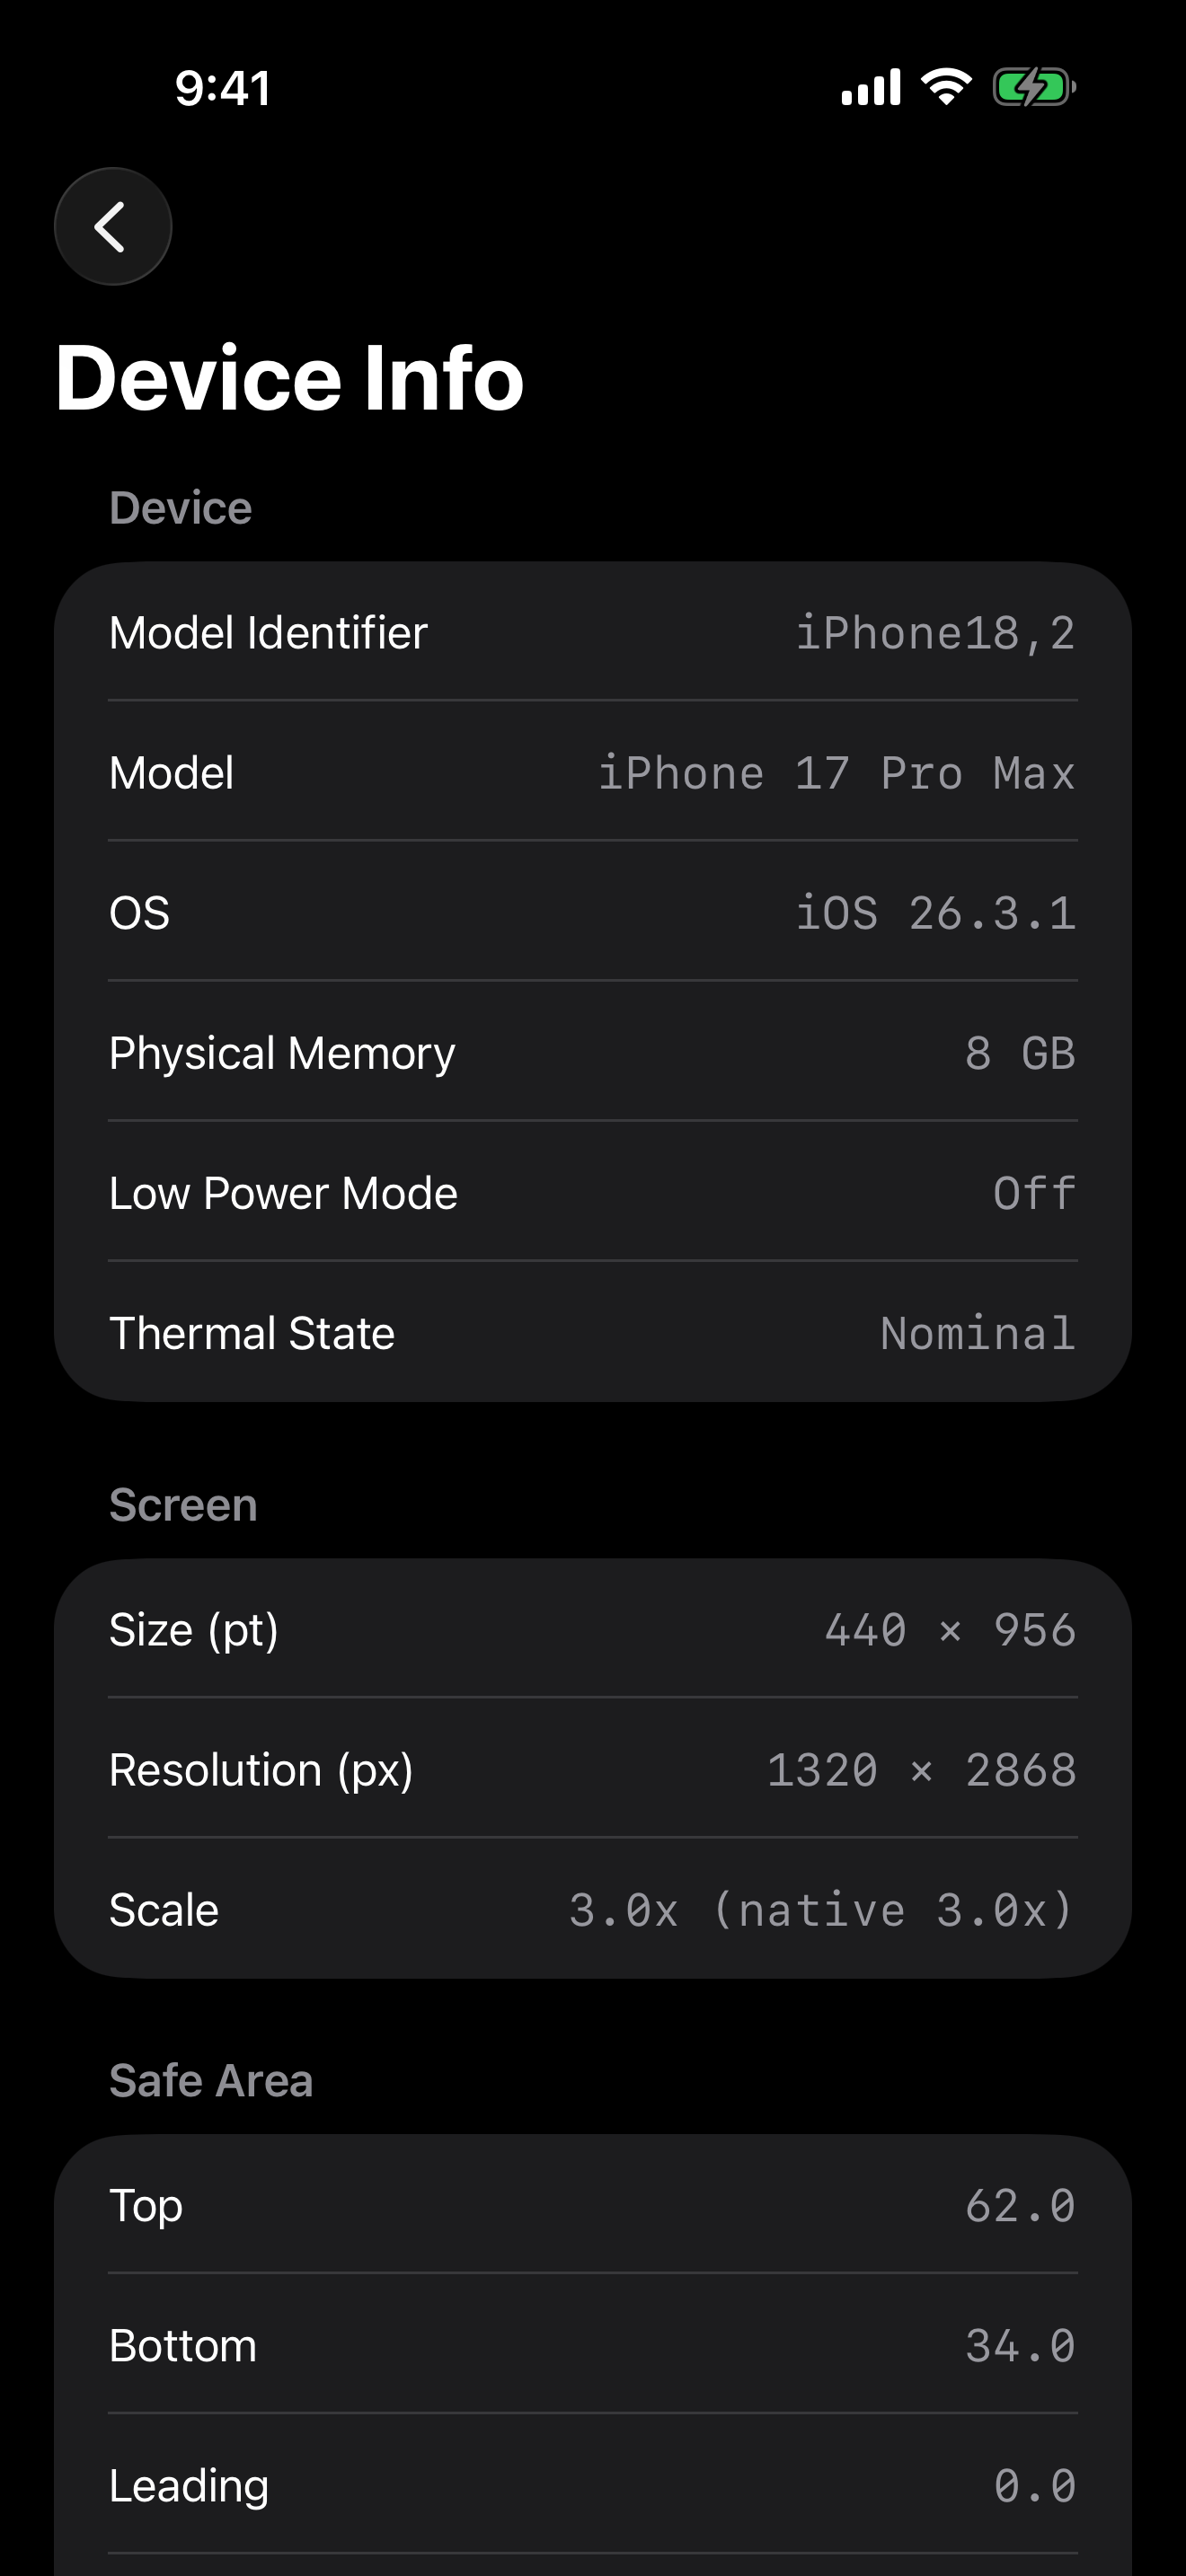 9:41
Device Info
Device
Model Identifier iPhone18,2
Model iPhone 17 Pro Max
OS iOS 26.3.1
Physical Memory 8 GB
Low Power Mode Off
Thermal State Nominal
Screen
Size (pt) 440 × 956
Resolution (px) 1320 × 2868
Scale 3.0x (native 3.0x)
Safe Area
Top 62.0
Bottom 34.0
Leading 0.0